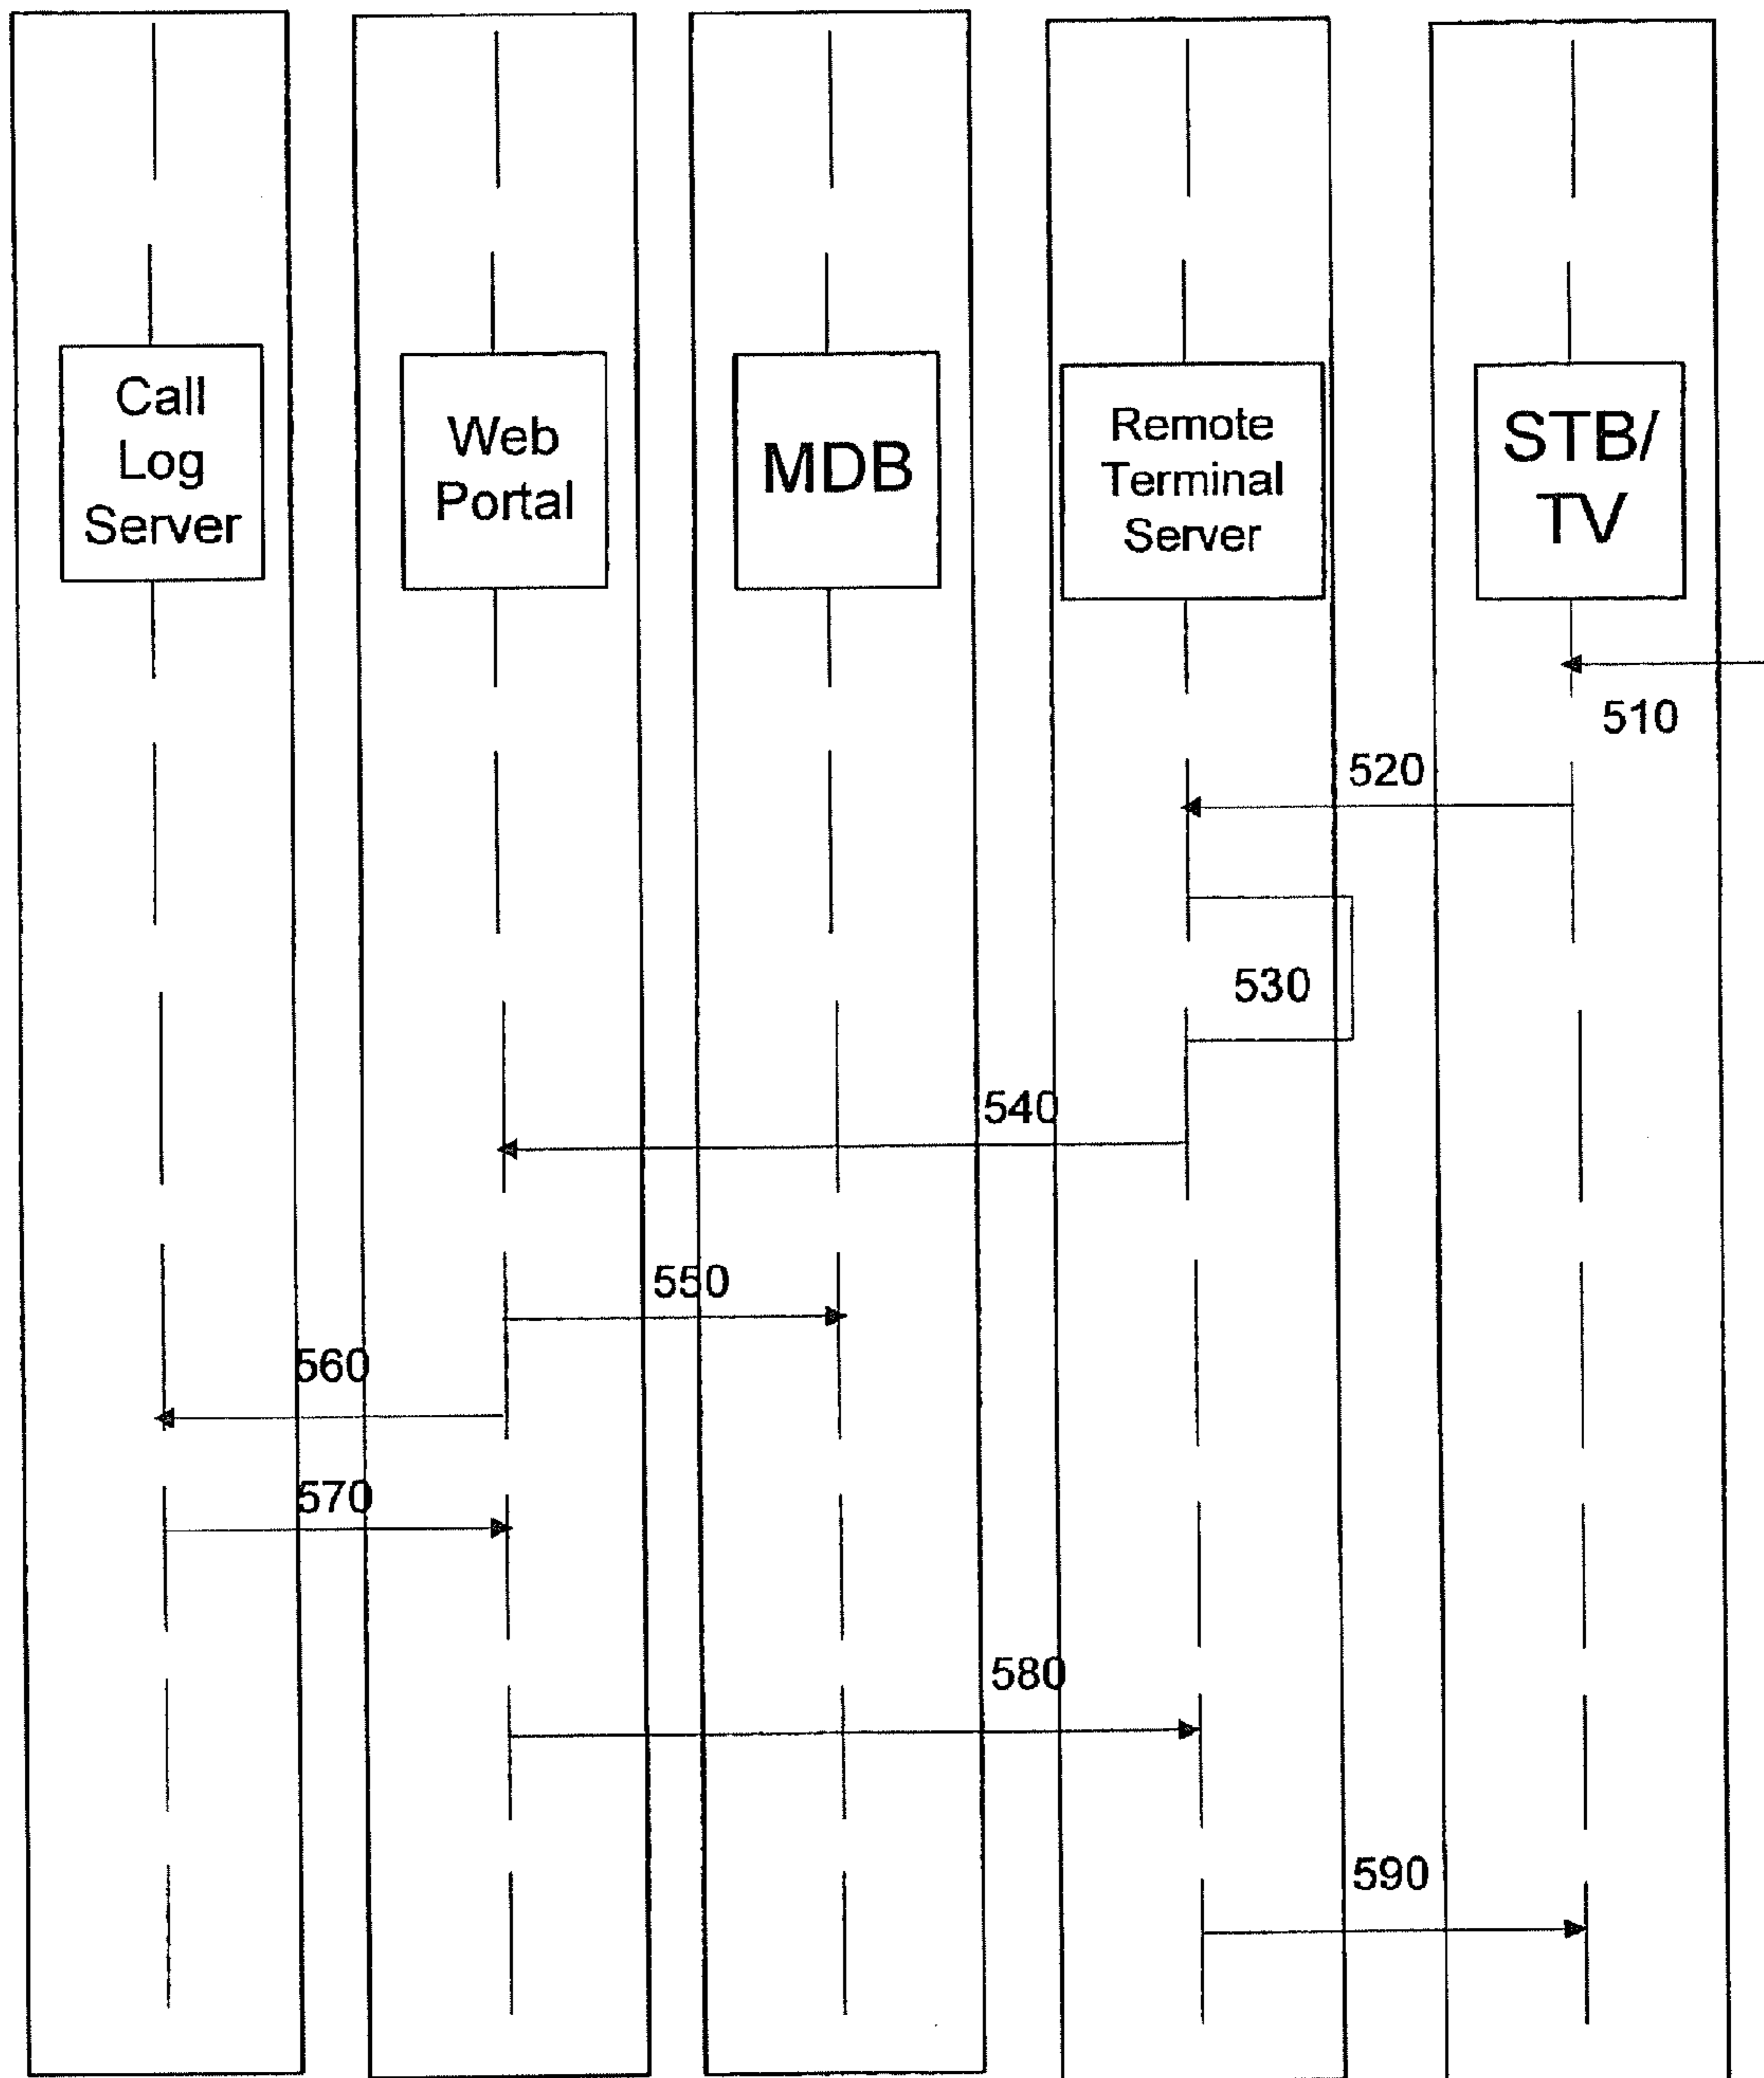 Call
Log
Server
Web
Portal
MDB
Remote
Terminal
Server
STB/
TV
510
520
530
540
550
560
570
580
590